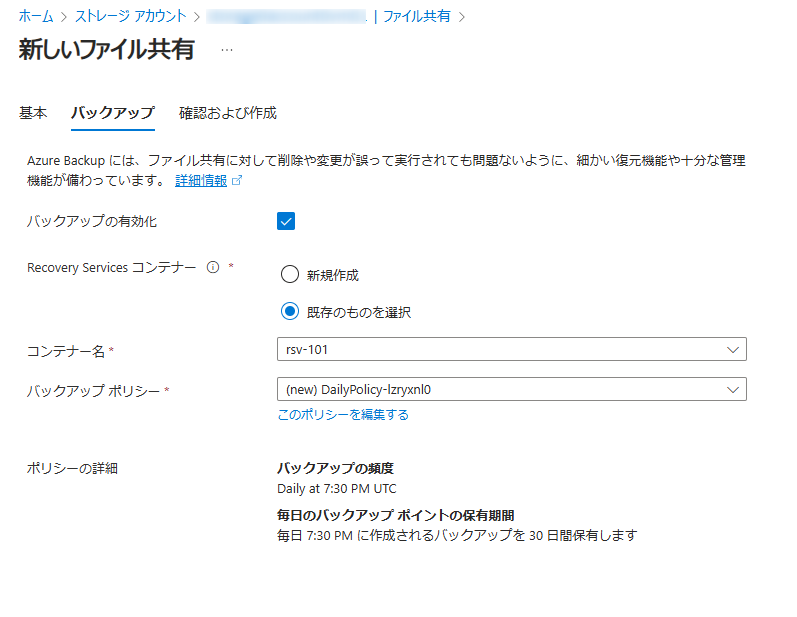 ホーム > ストレージ アカウント > | ファイル共有 >
新しいファイル共有 ...
基本 バックアップ 確認および作成
Azure Backup には、ファイル共有に対して削除や変更が誤って実行されても問題ないように、細かい復元機能や十分な管理
機能が備わっています。 詳細情報
バックアップの有効化
Recovery Services コンテナー *
新規作成
既存のものを選択
コンテナー名 * rsv-101
バックアップ ポリシー * (new) DailyPolicy-lzryxnl0
このポリシーを編集する
ポリシーの詳細 バックアップの頻度
Daily at 7:30 PM UTC
毎日のバックアップ ポイントの保有期間
毎日 7:30 PM に作成されるバックアップを 30 日間保有します